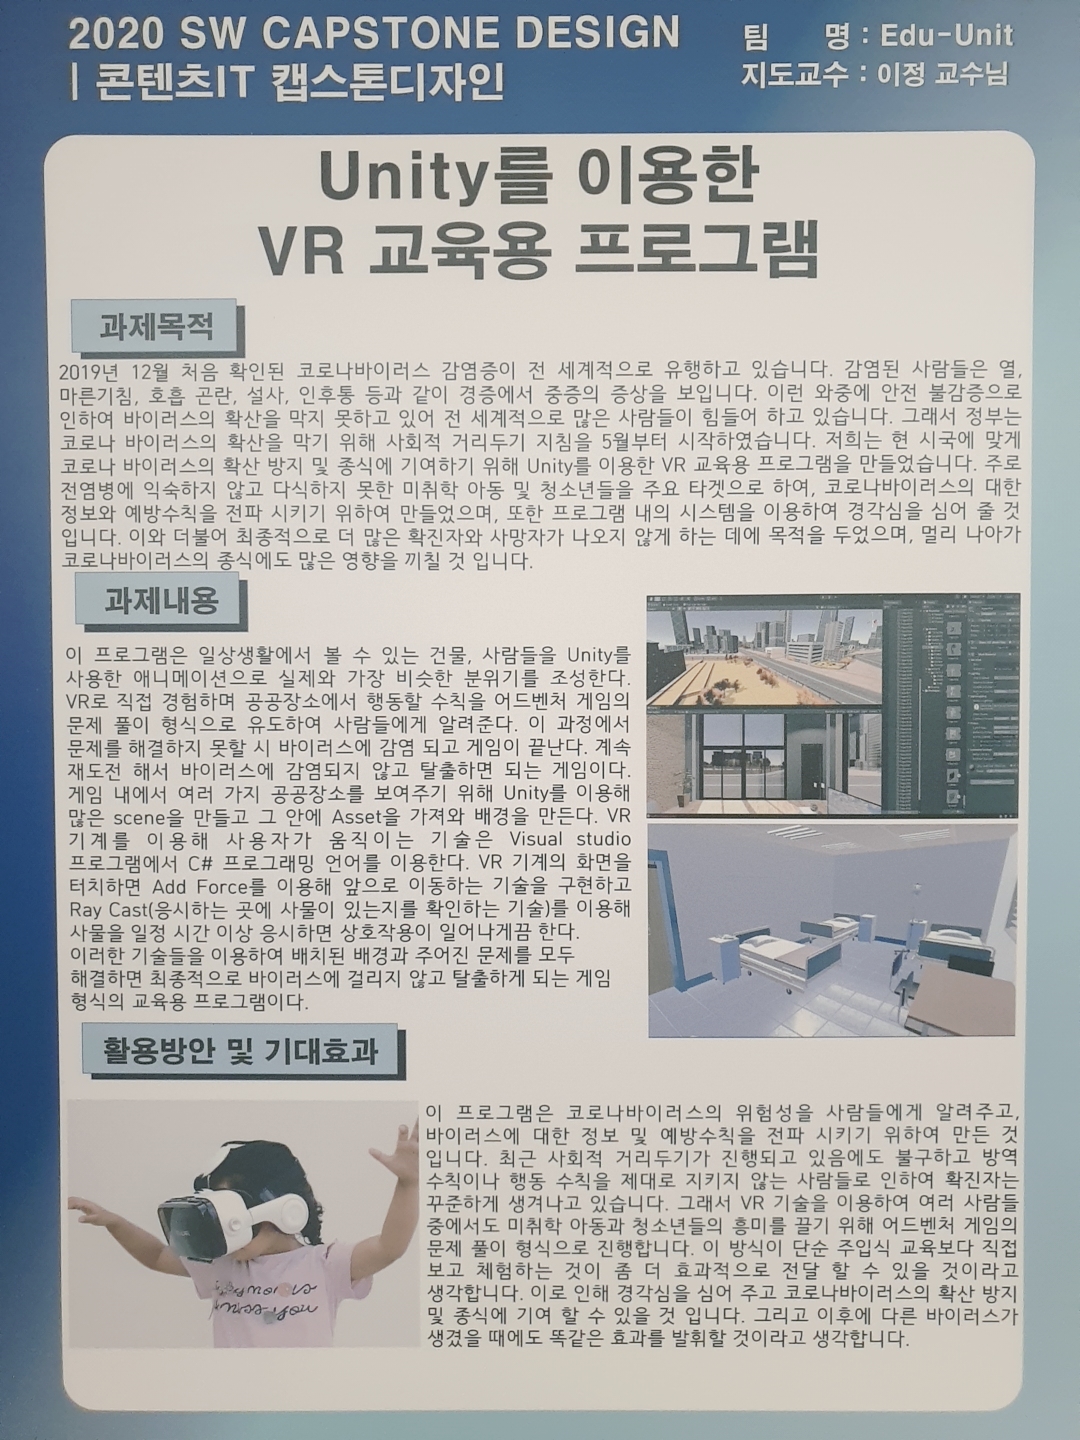 2020 SW CAPSTONE DESIGN
| 콘텐츠IT 캡스톤디자인
팀 명 : Edu-Unit
지도교수 : 이정 교수님
Unity를 이용한
VR 교육용 프로그램
과제목적
2019년 12월 처음 확인된 코로나바이러스 감염증이 전 세계적으로 유행하고 있습니다. 감염된 사람들은 열,
마른기침, 호흡 곤란, 설사, 인후통 등과 같이 경증에서 중증의 증상을 보입니다. 이런 와중에 안전 불감증으로
인하여 바이러스의 확산을 막지 못하고 있어 전 세계적으로 많은 사람들이 힘들어 하고 있습니다. 그래서 정부는
코로나 바이러스의 확산을 막기 위해 사회적 거리두기 지침을 5월부터 시작하였습니다. 저희는 현 시국에 맞게
코로나 바이러스의 확산 방지 및 종식에 기여하기 위해 Unity를 이용한 VR 교육용 프로그램을 만들었습니다. 주로
전염병에 익숙하지 않고 다식하지 못한 미취학 아동 및 청소년들을 주요 타겟으로 하여, 코로나바이러스의 대한
정보와 예방수칙을 전파 시키기 위하여 만들었으며, 또한 프로그램 내의 시스템을 이용하여 경각심을 심어 줄 것
입니다. 이와 더불어 최종적으로 더 많은 확진자와 사망자가 나오지 않게 하는 데에 목적을 두었으며, 멀리 나아가
코로나바이러스의 종식에도 많은 영향을 끼칠 것 입니다.
과제내용
이 프로그램은 일상생활에서 볼 수 있는 건물, 사람들을 Unity를
사용한 애니메이션으로 실제와 가장 비슷한 분위기를 조성한다.
VR로 직접 경험하며 공공장소에서 행동할 수칙을 어드벤처 게임의
문제 풀이 형식으로 유도하여 사람들에게 알려준다. 이 과정에서
문제를 해결하지 못할 시 바이러스에 감염 되고 게임이 끝난다. 계속
재도전 해서 바이러스에 감염되지 않고 탈출하면 되는 게임이다.
게임 내에서 여러 가지 공공장소를 보여주기 위해 Unity를 이용해
많은 scene을 만들고 그 안에 Asset을 가져와 배경을 만든다. VR
기계를 이용해 사용자가 움직이는 기술은 Visual studio
프로그램에서 C# 프로그래밍 언어를 이용한다. VR 기계의 화면을
터치하면 Add Force를 이용해 앞으로 이동하는 기술을 구현하고
Ray Cast(응시하는 곳에 사물이 있는지를 확인하는 기술)를 이용해
사물을 일정 시간 이상 응시하면 상호작용이 일어나게끔 한다.
이러한 기술들을 이용하여 배치된 배경과 주어진 문제를 모두
해결하면 최종적으로 바이러스에 걸리지 않고 탈출하게 되는 게임
형식의 교육용 프로그램이다.
활용방안 및 기대효과
이 프로그램은 코로나바이러스의 위험성을 사람들에게 알려주고,
바이러스에 대한 정보 및 예방수칙을 전파 시키기 위하여 만든 것
입니다. 최근 사회적 거리두기가 진행되고 있음에도 불구하고 방역
수칙이나 행동 수칙을 제대로 지키지 않는 사람들로 인하여 확진자는
꾸준하게 생겨나고 있습니다. 그래서 VR 기술을 이용하여 여러 사람들
중에서도 미취학 아동과 청소년들의 흥미를 끌기 위해 어드벤처 게임의
문제 풀이 형식으로 진행합니다. 이 방식이 단순 주입식 교육보다 직접
보고 체험하는 것이 좀 더 효과적으로 전달 할 수 있을 것이라고
생각합니다. 이로 인해 경각심을 심어 주고 코로나바이러스의 확산 방지
및 종식에 기여 할 수 있을 것 입니다. 그리고 이후에 다른 바이러스가
생겼을 때에도 똑같은 효과를 발휘할 것이라고 생각합니다.